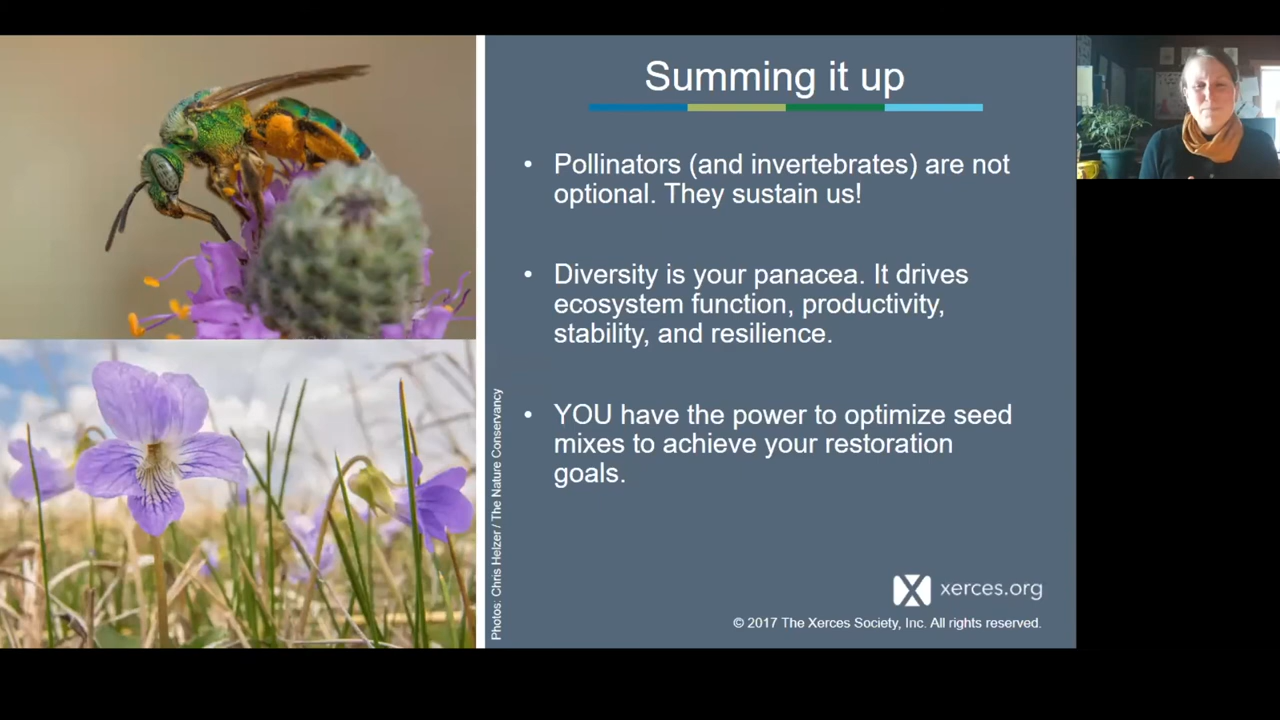 Summing it up
• Pollinators (and invertebrates) are not
optional. They sustain us!
• Diversity is your panacea. It drives
ecosystem function, productivity,
stability, and resilience.
• YOU have the power to optimize seed
mixes to achieve your restoration
goals.
Photos: Chris Helzer / The Nature Conservancy
X xerces.org
© 2017 The Xerces Society, Inc. All rights reserved.